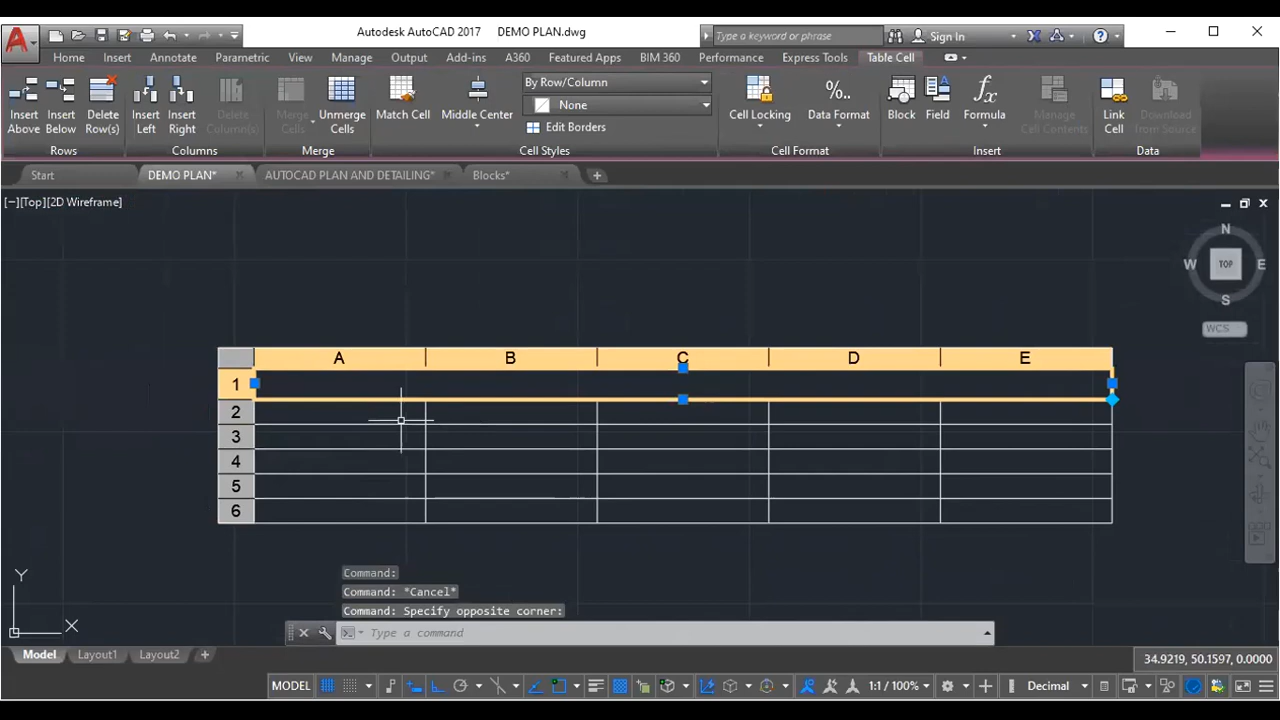 Autodesk AutoCAD 2017 DEMO PLAN.dwg
Type a keyword or phrase
Sign In
Home Insert Annotate Parametric View Manage Output Add-ins A360 Featured Apps BIM 360 Performance Express Tools Table Cell
Insert Above
Insert Below
Delete Row(s)
Insert Left
Insert Right
Delete Column(s)
Merge Cells
Unmerge Cells
Match Cell
Middle Center
By Row/Column
None
Edit Borders
Cell Locking
Data Format
Block
Field
Formula
Manage Cell Contents
Link Cell
Download from Source
Rows Columns Merge Cell Styles Cell Format Insert Data
Start DEMO PLAN* AUTOCAD PLAN AND DETAILING* Blocks*
[−][Top][2D Wireframe]
N
W TOP E
S
WCS
A B C D E
1
2
3
4
5
6
Command:
Command: *Cancel*
Command: Specify opposite corner:
Type a command
Y
X
Model Layout1 Layout2
34.9219, 50.1597, 0.0000
MODEL 1:1 / 100% Decimal